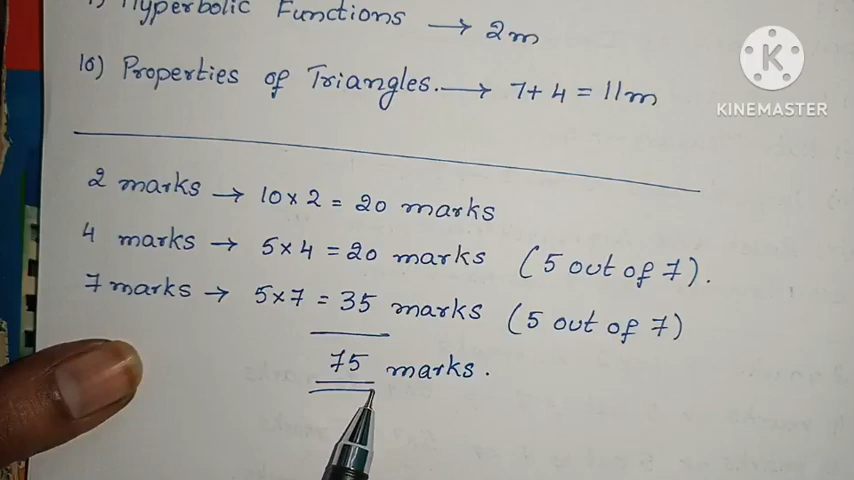 Hyperbolic Functions → 2m
10) Properties of Triangles. → 7+4 = 11m
2 marks → 10×2 = 20 marks
4 marks → 5×4 = 20 marks (5 out of 7).
7 marks → 5×7 = 35 marks (5 out of 7)
75 marks.
K
KINEMASTER